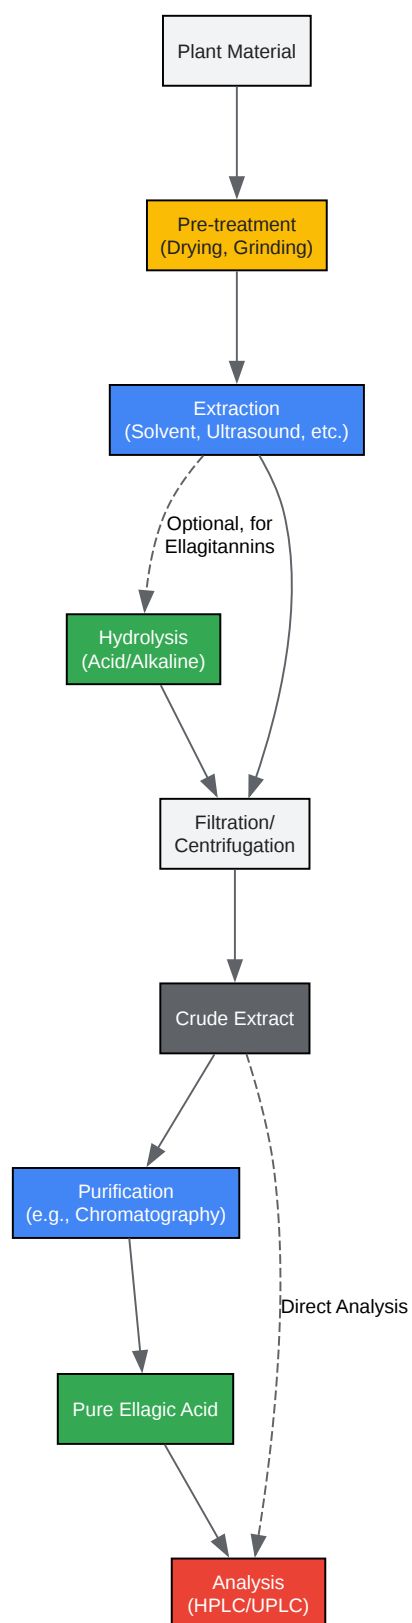 Plant Material
Pre-treatment
(Drying, Grinding)
Extraction
(Solvent, Ultrasound, etc.)
Optional, for
Ellagitannins
Hydrolysis
(Acid/Alkaline)
Filtration/
Centrifugation
Crude Extract
Purification
(e.g., Chromatography)
Direct Analysis
Pure Ellagic Acid
Analysis
(HPLC/UPLC)